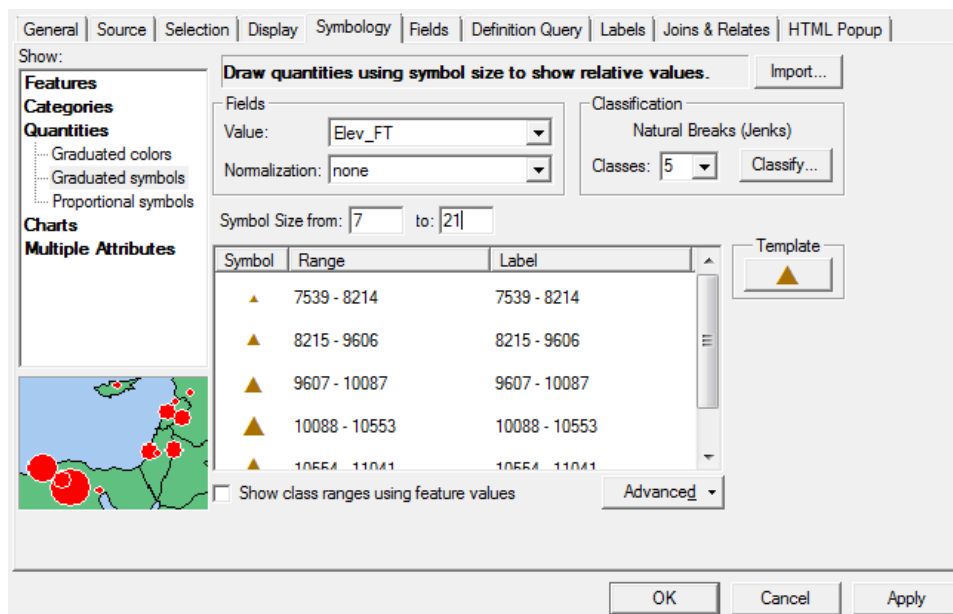 General Source Selection Display Symbology Fields Definition Query Labels Joins & Relates HTML Popup
Show:
Features
Categories
Quantities
Graduated colors
Graduated symbols
Proportional symbols
Charts
Multiple Attributes
Draw quantities using symbol size to show relative values.
Import...
Fields
Value: Elev_FT
Normalization: none
Classification
Natural Breaks (Jenks)
Classes: 5 Classify...
Symbol Size from: 7 to: 21
Symbol Range Label
7539 - 8214 7539 - 8214
8215 - 9606 8215 - 9606
9607 - 10087 9607 - 10087
10088 - 10553 10088 - 10553
10554 - 11041 10554 - 11041
Template
Show class ranges using feature values
Advanced
OK Cancel Apply